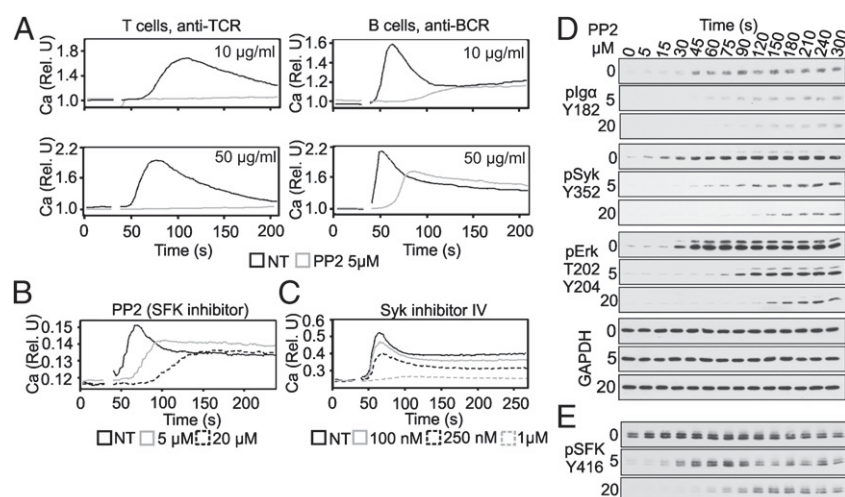 A
T cells, anti-TCR
B cells, anti-BCR
Ca (Rel. U)
1.8
1.4
1.0
10 µg/ml
1.6
1.4
1.2
1.0
10 µg/ml
Ca (Rel. U)
2.2
1.8
1.4
1.0
50 µg/ml
2.2
1.8
1.4
1.0
50 µg/ml
0 50 100 150 200
Time (s)
0 50 100 150 200
Time (s)
NT PP2 5µM
B
PP2 (SFK inhibitor)
Ca (Rel. U)
0.15
0.14
0.13
0.12
0 50 100 150 200
Time (s)
NT 5 µM 20 µM
C
Syk inhibitor IV
Ca (Rel. U)
0.6
0.5
0.4
0.3
0 50 100 150 200 250
Time (s)
NT 100 nM 250 nM 1µM
D
PP2
µM
Time (s)
0 5 15 30 45 60 75 90 120 150 180 210 240 300
pIgα
Y182
0
5
20
pSyk
Y352
0
5
20
pErk
T202
Y204
0
5
20
GAPDH
0
5
20
E
pSFK
Y416
0
5
20